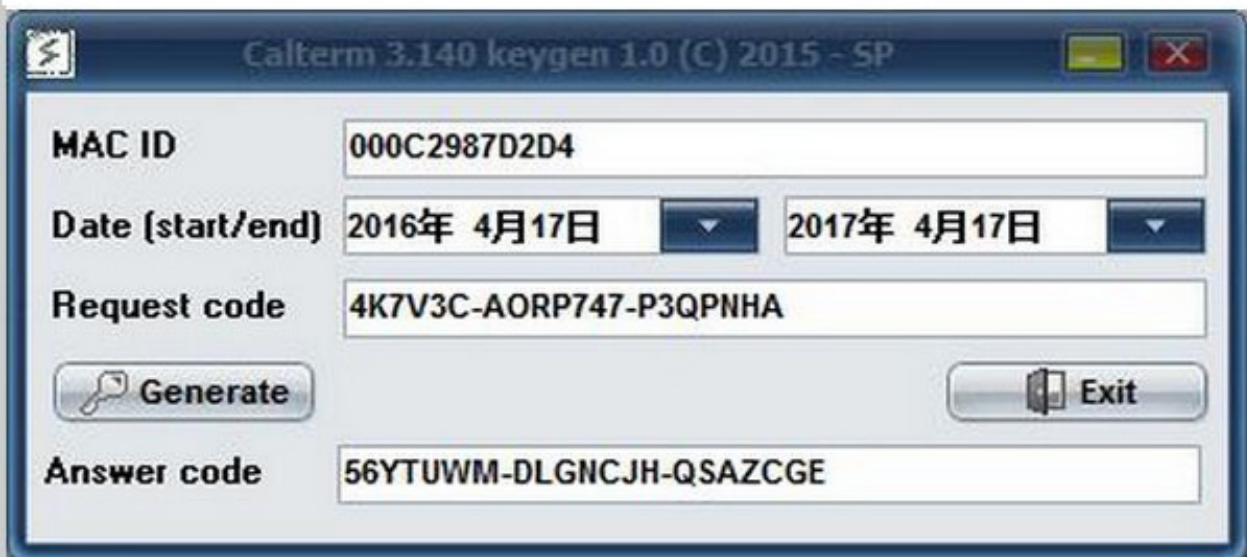 Calterm 3.140 keygen 1.0 (C) 2015 - SP
MAC ID 000C2987D2D4
Date (start/end) 2016年 4月17日 2017年 4月17日
Request code 4K7V3C-AORP747-P3QPNHA
Generate Exit
Answer code 56YTUWM-DLGNCJH-QSAZCGE